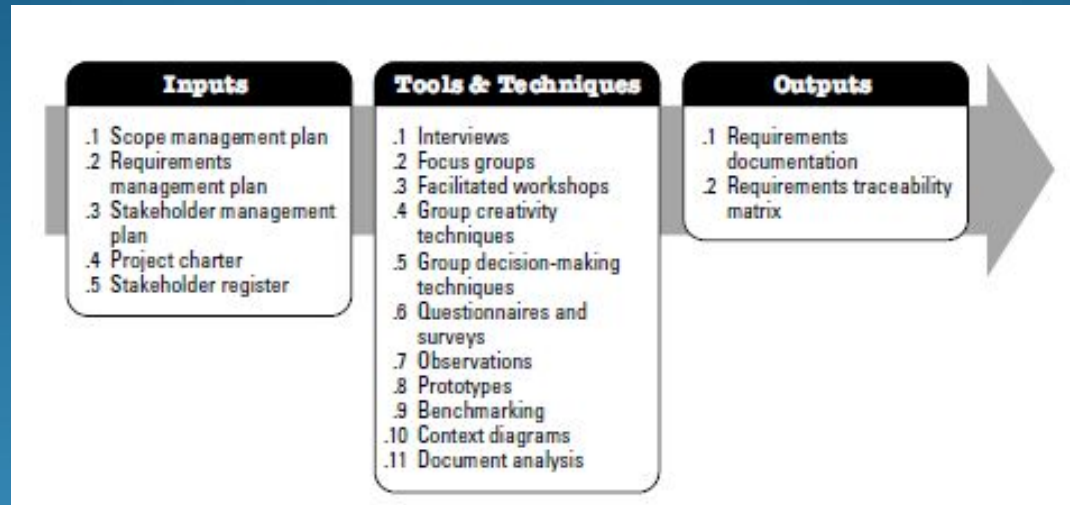 Inputs
.1 Scope management plan
.2 Requirements
management plan
.3 Stakeholder management
plan
.4 Project charter
.5 Stakeholder register
Tools & Techniques
.1 Interviews
.2 Focus groups
.3 Facilitated workshops
.4 Group creativity
techniques
.5 Group decision-making
techniques
.6 Questionnaires and
surveys
.7 Observations
.8 Prototypes
.9 Benchmarking
.10 Context diagrams
.11 Document analysis
Outputs
.1 Requirements
documentation
.2 Requirements traceability
matrix